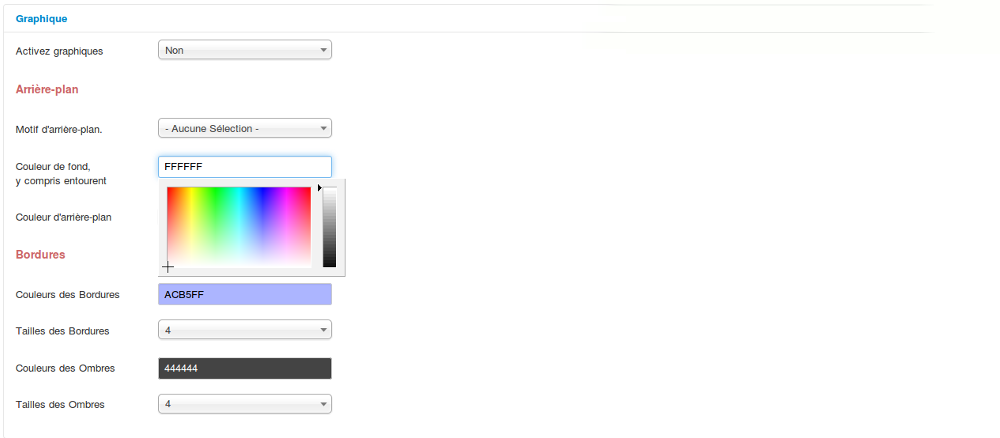 Graphique
Activez graphiques Non
Arrière-plan
Motif d'arrière-plan. - Aucune Sélection -
Couleur de fond, FFFFFF
y compris entourent
Couleur d'arrière-plan
Bordures
Couleurs des Bordures ACB5FF
Tailles des Bordures 4
Couleurs des Ombres 444444
Tailles des Ombres 4